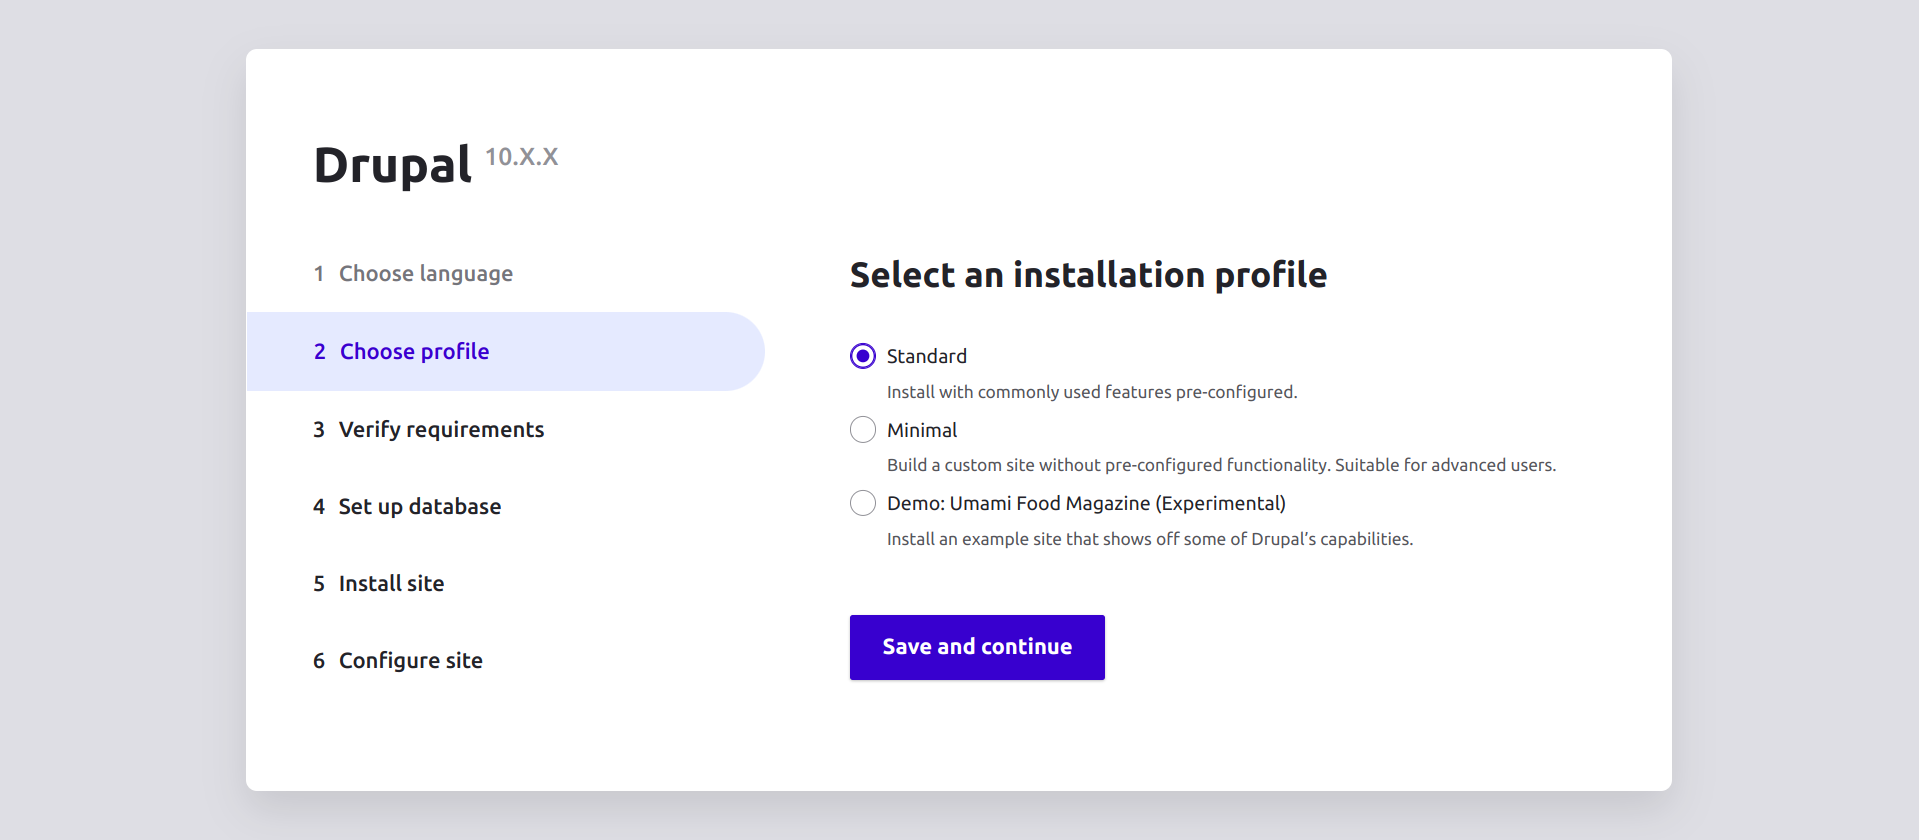 Drupal 10.X.X
1 Choose language
2 Choose profile
3 Verify requirements
4 Set up database
5 Install site
6 Configure site
Select an installation profile
Standard
Install with commonly used features pre-configured.
Minimal
Build a custom site without pre-configured functionality. Suitable for advanced users.
Demo: Umami Food Magazine (Experimental)
Install an example site that shows off some of Drupal’s capabilities.
Save and continue